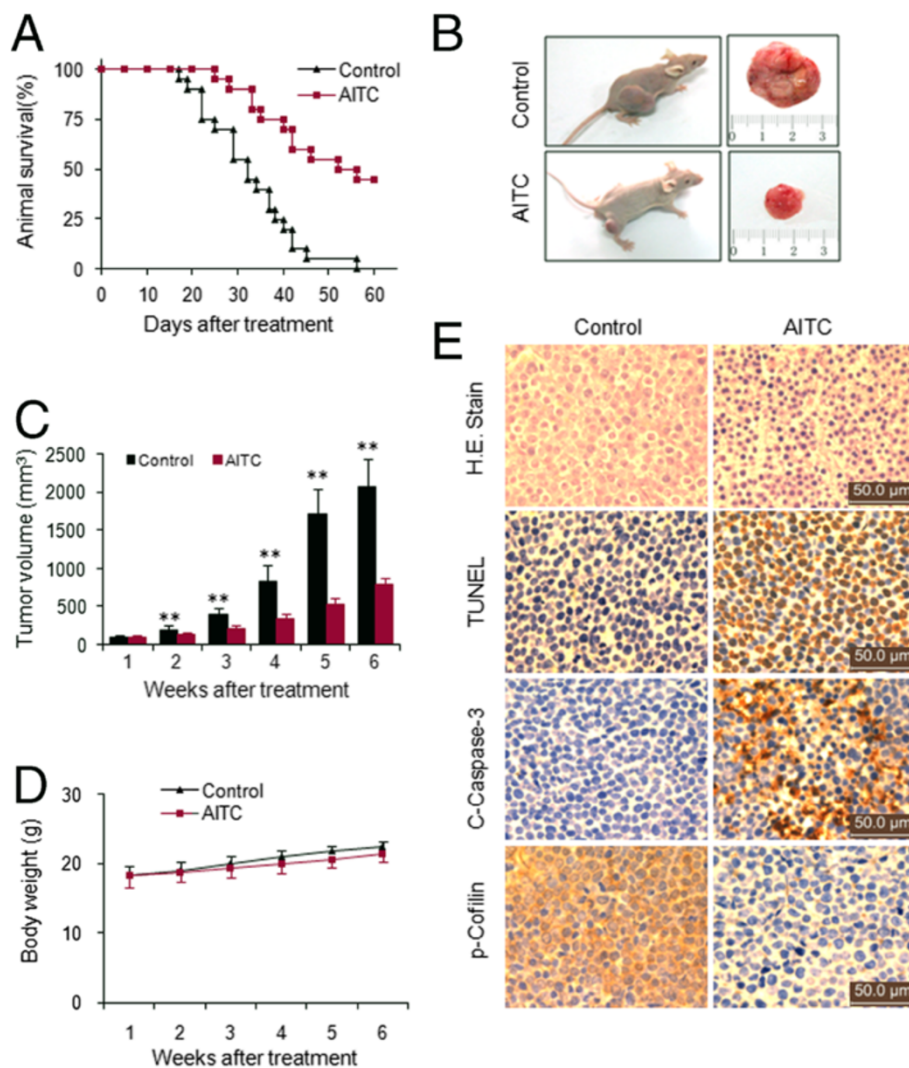 A
Animal survival(%)
100
75
50
25
0
0 10 20 30 40 50 60
Days after treatment
Control
AITC
B
Control
0 1 2 3
AITC
0 1 2 3
C
Tumor volume (mm³)
2500
2000
1500
1000
500
0
Control AITC
** ** ** ** **
1 2 3 4 5 6
Weeks after treatment
D
Body weight (g)
30
20
10
0
Control
AITC
1 2 3 4 5 6
Weeks after treatment
E
Control AITC
H.E. Stain
50.0 µm
TUNEL
50.0 µm
C-Caspase-3
50.0 µm
p-Cofilin
50.0 µm